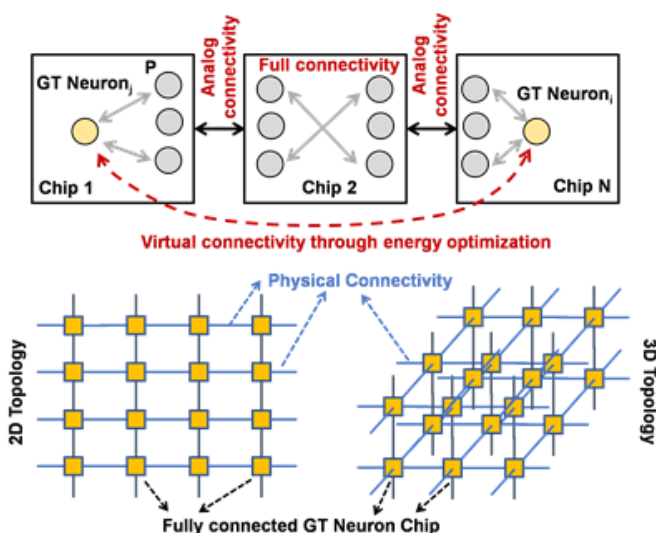 P
GT Neuronj
Chip 1
Analog
connectivity
Full connectivity
Chip 2
Analog
connectivity
GT Neuroni
Chip N
Virtual connectivity through energy optimization
Physical Connectivity
2D Topology
3D Topology
Fully connected GT Neuron Chip